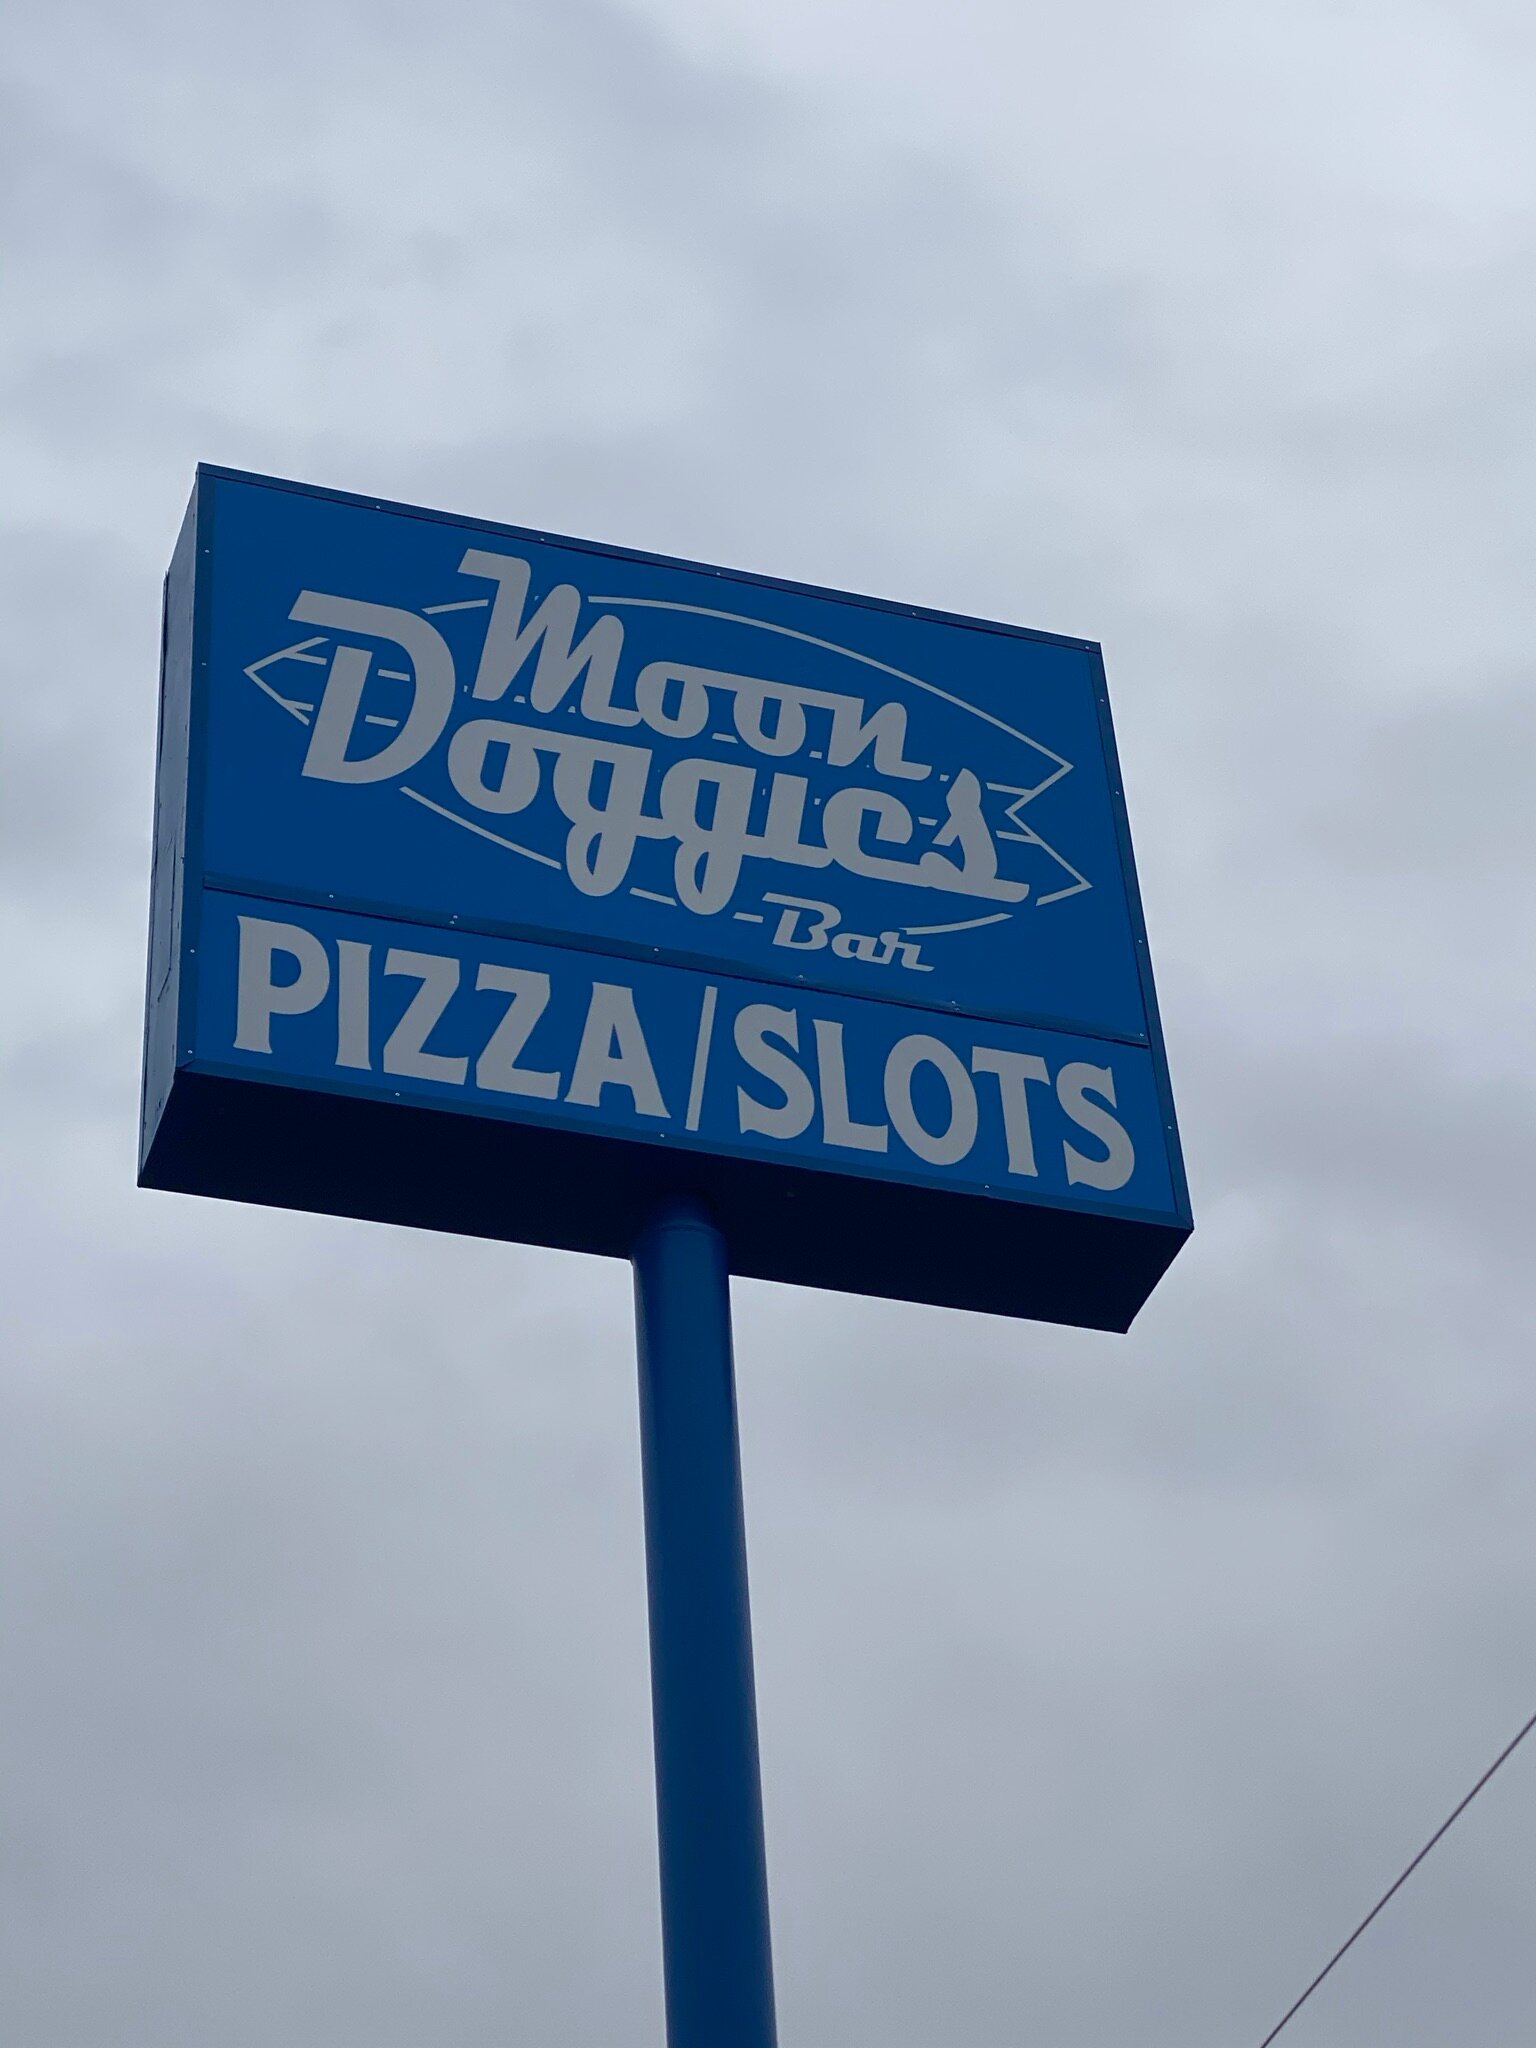 Moon
Doggies
Bar
PIZZA | SLOTS